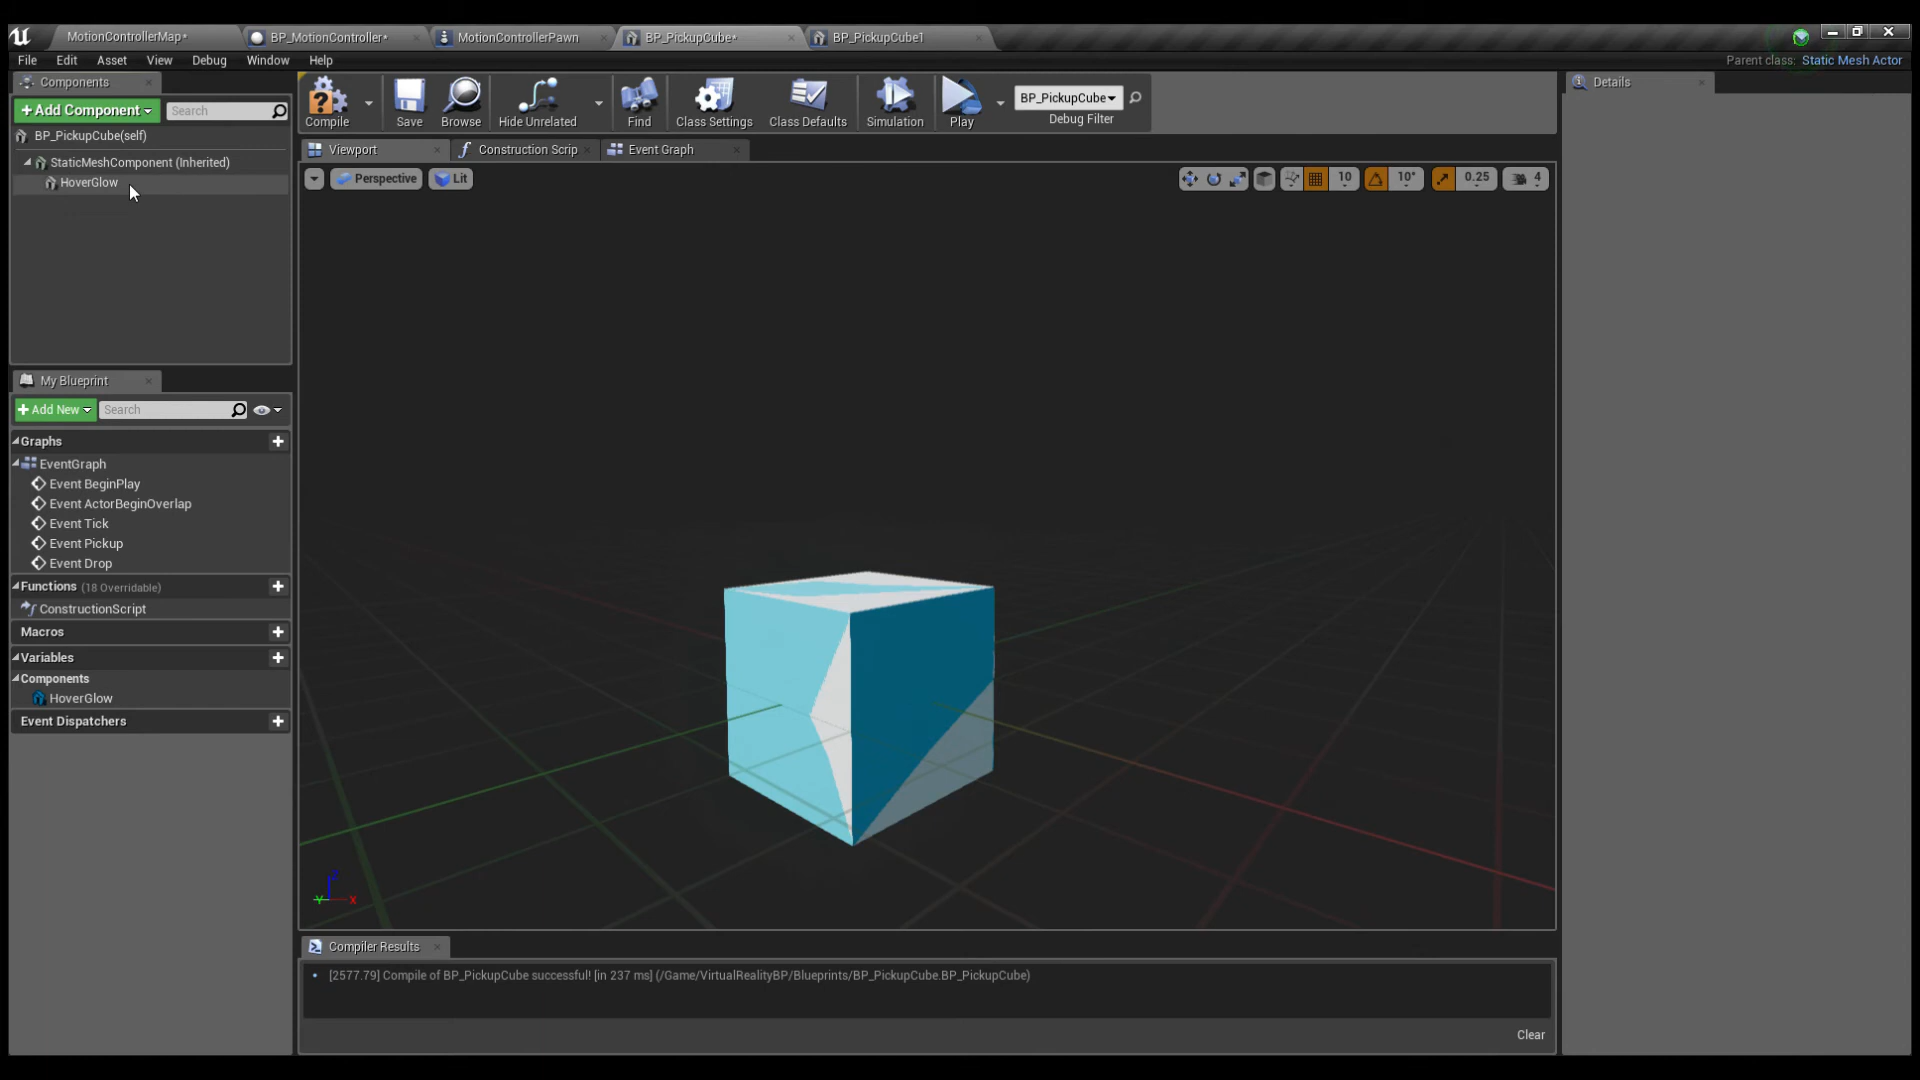 MotionControllerMap*
BP_MotionController*
MotionControllerPawn
BP_PickupCube*
BP_PickupCube1
File Edit Asset View Debug Window Help
Parent class: Static Mesh Actor
Components
+Add Component
Search
BP_PickupCube(self)
StaticMeshComponent (Inherited)
HoverGlow
Compile
Save
Browse
Hide Unrelated
Find
Class Settings
Class Defaults
Simulation
Play
BP_PickupCube
Debug Filter
Details
Viewport
Construction Scrip
Event Graph
Perspective
Lit
10
10°
0.25
4
My Blueprint
+Add New
Search
Graphs
EventGraph
Event BeginPlay
Event ActorBeginOverlap
Event Tick
Event Pickup
Event Drop
Functions (18 Overridable)
ConstructionScript
Macros
Variables
Components
HoverGlow
Event Dispatchers
Z
Y
X
Compiler Results
[2577.79] Compile of BP_PickupCube successful! [in 237 ms] (/Game/VirtualRealityBP/Blueprints/BP_PickupCube.BP_PickupCube)
Clear